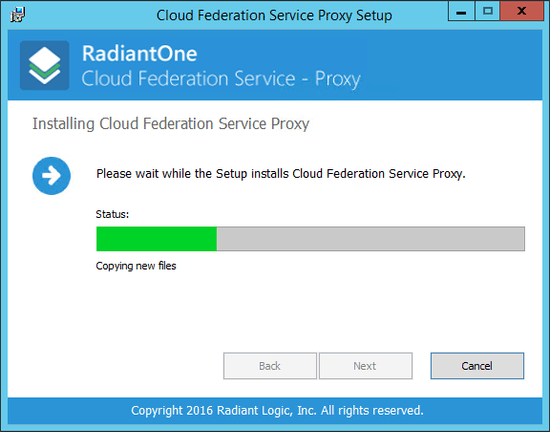 Cloud Federation Service Proxy Setup
RadiantOne
Cloud Federation Service - Proxy
Installing Cloud Federation Service Proxy
Please wait while the Setup installs Cloud Federation Service Proxy.
Status:
Copying new files
Back Next Cancel
Copyright 2016 Radiant Logic, Inc. All rights reserved.